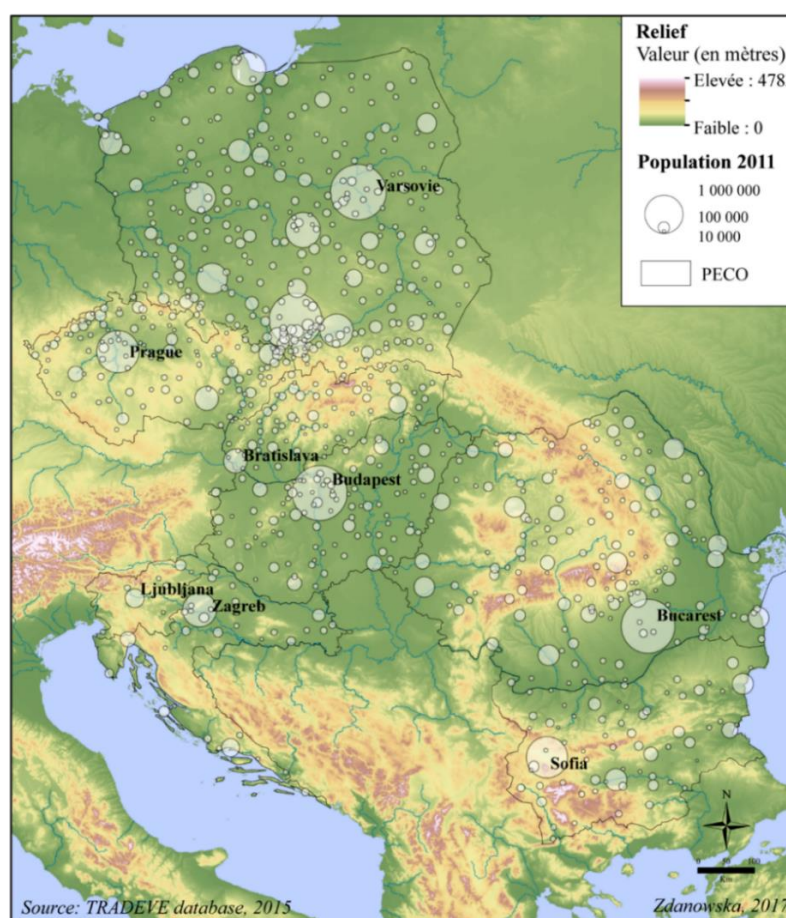 Relief
Valeur (en mètres)
Elevée : 478
Faible : 0
Population 2011
1 000 000
100 000
10 000
PECO
Varsovie
Prague
Bratislava
Budapest
Ljubljana
Zagreb
Bucarest
Sofia
N
Km
Source: TRADEVE database, 2015
Zdanowska, 2017